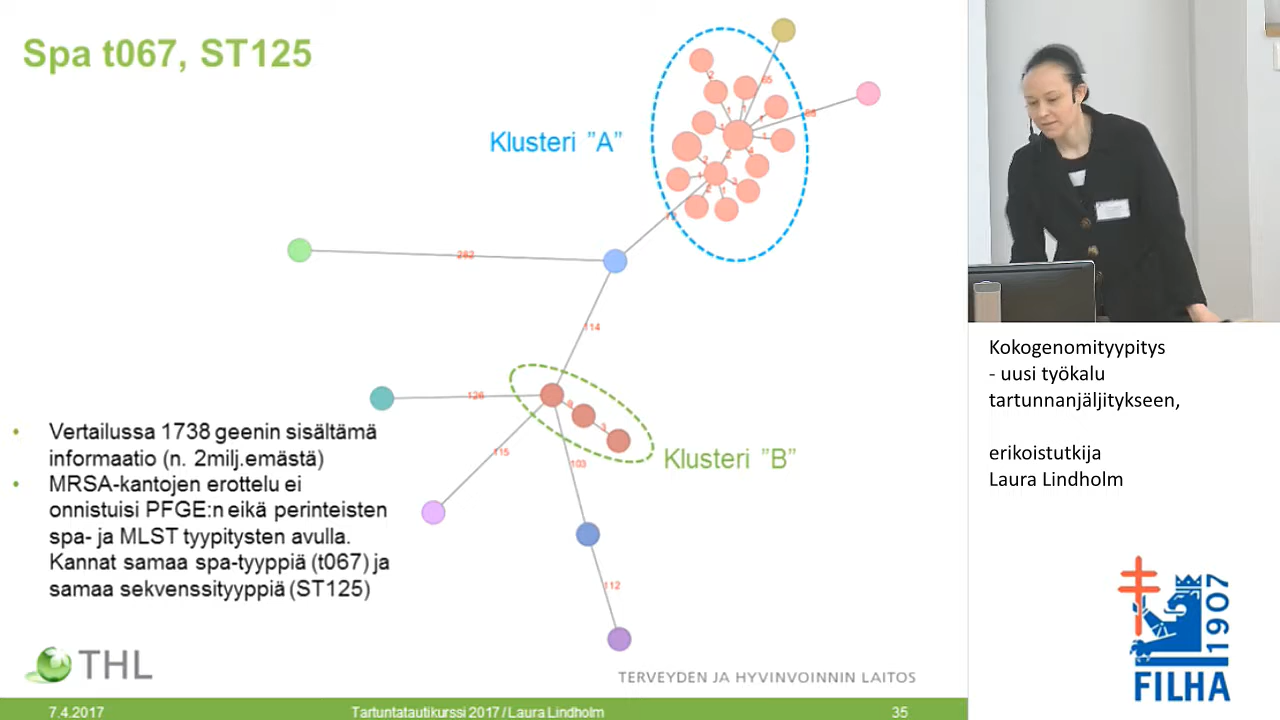 Spa t067, ST125
Klusteri ”A”
262
114
126
115
103
112
Klusteri ”B”
• Vertailussa 1738 geenin sisältämä
informaatio (n. 2milj.emästä)
• MRSA-kantojen erottelu ei
onnistuisi PFGE:n eikä perinteisten
spa- ja MLST tyypitysten avulla.
Kannat samaa spa-tyyppiä (t067) ja
samaa sekvenssityyppiä (ST125)
THL
TERVEYDEN JA HYVINVOINNIN LAITOS
7.4.2017
Tartuntatautikurssi 2017 / Laura Lindholm
35
Kokogenomityypitys
- uusi työkalu
tartunnanjäljitykseen,
erikoistutkija
Laura Lindholm
1907
FILHA